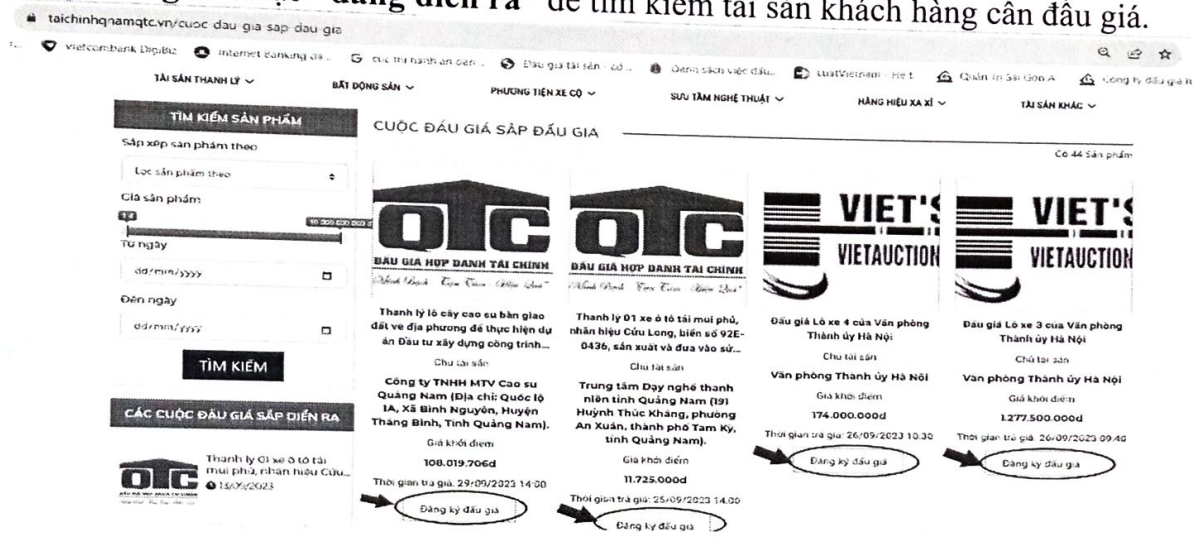 đang diễn ra" để tìm kiếm tài sản khách hàng cần đấu giá.
taichinhqnamqtc.vn/cuoc-dau-gia-sap-dau-gia
Vietcombank DigiBiz
Internet Banking
Đấu giá tài sản
Danh sách việc đấu...
LuatVietnam
TÀI SẢN THANH LÝ
BẤT ĐỘNG SẢN
PHƯƠNG TIỆN XE CỘ
SƯU TẦM NGHỆ THUẬT
HÀNG HIỆU XA XỈ
TÀI SẢN KHÁC
TÌM KIẾM SẢN PHẨM
Sắp xếp sản phẩm theo
Lọc sản phẩm theo
Giá sản phẩm
Từ ngày
dd/mm/yyyy
Đến ngày
dd/mm/yyyy
TÌM KIẾM
CÁC CUỘC ĐẤU GIÁ SẮP DIỄN RA
QTC
Thanh lý 01 xe ô tô tải
mui phủ, nhãn hiệu Cửu...
CUỘC ĐẤU GIÁ SẮP ĐẤU GIA
Có 44 Sản phẩm
QTC
ĐẤU GIÁ HỢP DANH TÀI CHÍNH
Thanh lý lô cây cao su bàn giao
đất về địa phương để thực hiện dự
án Đầu tư xây dựng công trình...
Chủ tài sản
Công ty TNHH MTV Cao su
Quảng Nam (Địa chỉ: Quốc lộ
1A, Xã Bình Nguyên, Huyện
Thăng Bình, Tỉnh Quảng Nam).
Giá khởi điểm
108.019.706đ
Thời gian trả giá: 29/09/2023 14:00
Đăng ký đấu giá
QTC
ĐẤU GIÁ HỢP DANH TÀI CHÍNH
Thanh lý 01 xe ô tô tải mui phủ,
nhãn hiệu Cửu Long, biển số 92E-
0436, sản xuất và đưa vào sử...
Chủ tài sản
Trung tâm Dạy nghề thanh
niên tỉnh Quảng Nam (191
Huỳnh Thúc Kháng, phường
An Xuân, thành phố Tam Kỳ,
tỉnh Quảng Nam).
Giá khởi điểm
11.725.000đ
Thời gian trả giá: 25/09/2023 14:00
Đăng ký đấu giá
VIET'S
VIETAUCTION
Đấu giá Lô xe 4 của Văn phòng
Thành ủy Hà Nội
Chủ tài sản
Văn phòng Thành ủy Hà Nội
Giá khởi điểm
174.000.000đ
Thời gian trả giá: 26/09/2023 10:30
Đăng ký đấu giá
VIET'S
VIETAUCTION
Đấu giá Lô xe 3 của Văn phòng
Thành ủy Hà Nội
Chủ tài sản
Văn phòng Thành ủy Hà Nội
Giá khởi điểm
1.277.500.000đ
Thời gian trả giá: 26/09/2023 09:40
Đăng ký đấu giá